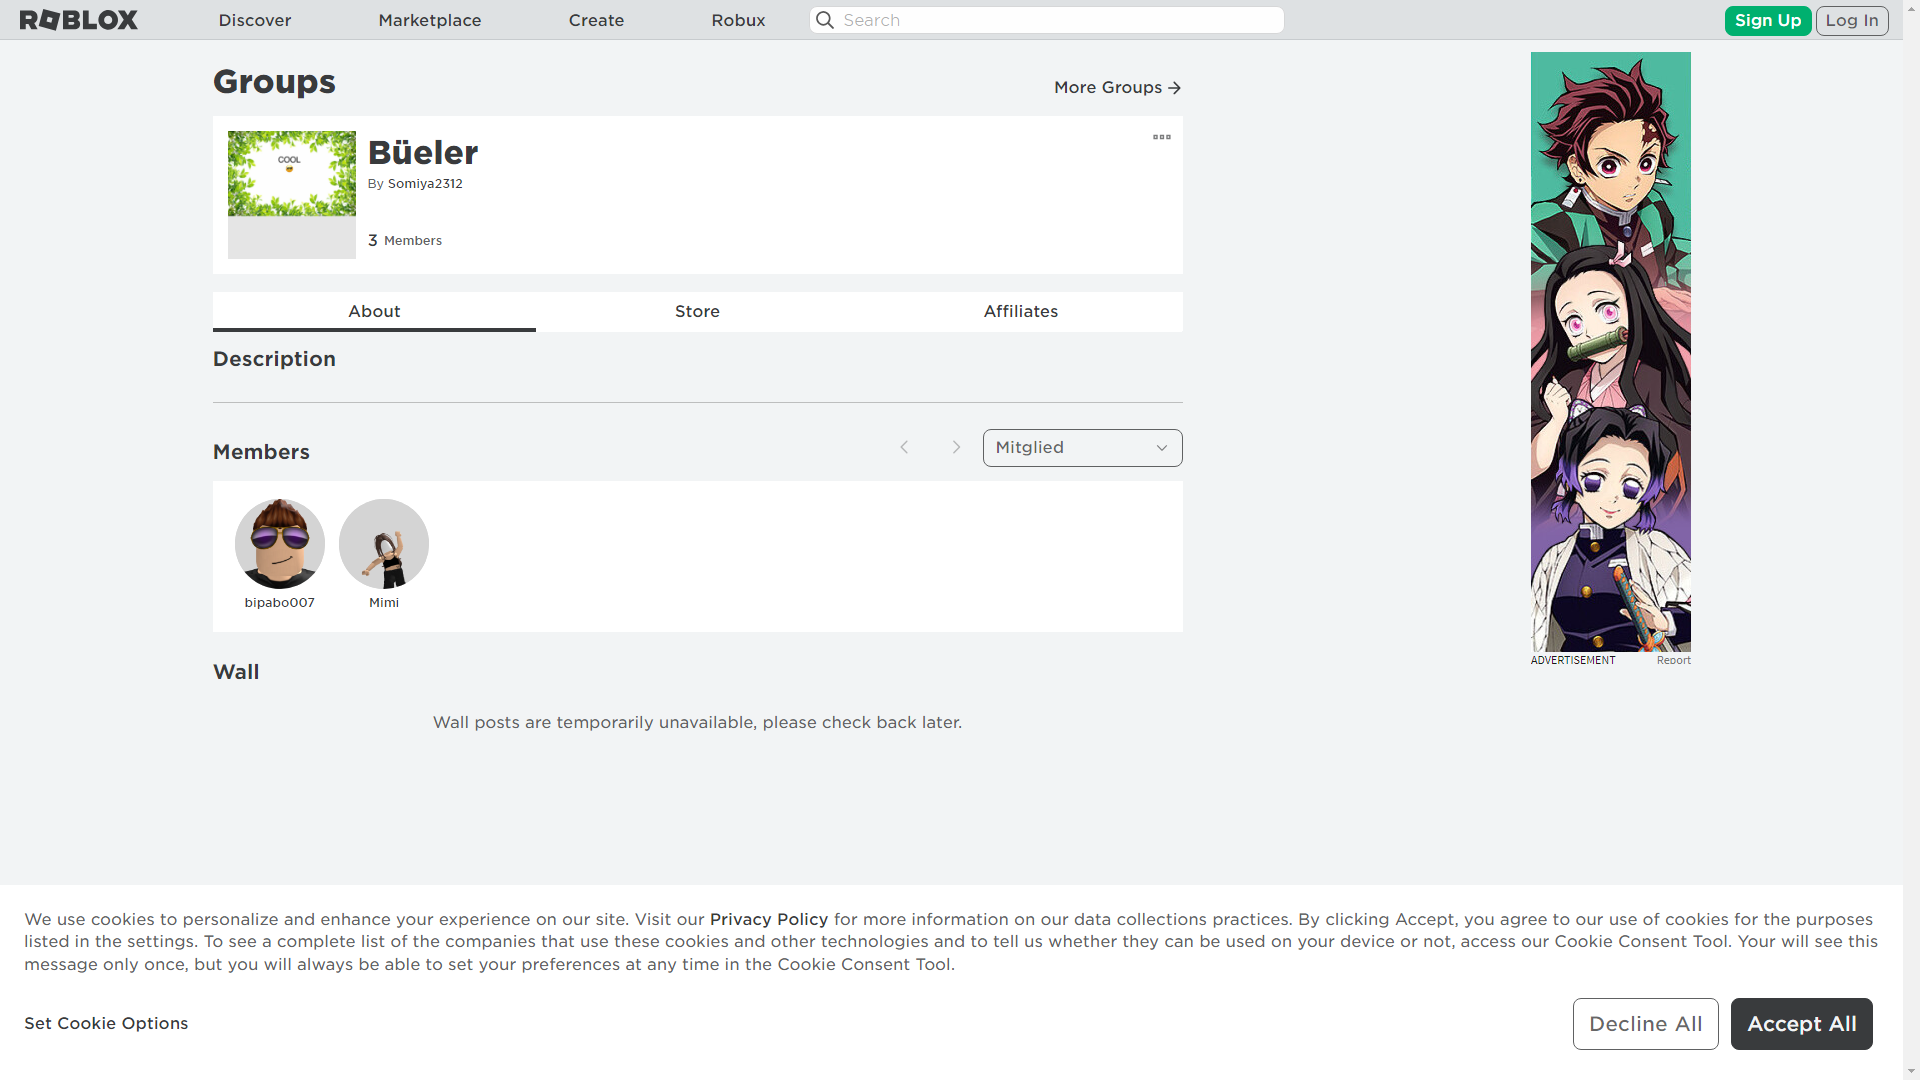 ROBLOX
Discover
Marketplace
Create
Robux
Search
Sign Up
Log In
Groups
More Groups
COOL
Büeler
By Somiya2312
3 Members
About
Store
Affiliates
Description
Members
Mitglied
bipabo007
Mimi
ADVERTISEMENT
Report
Wall
Wall posts are temporarily unavailable, please check back later.
We use cookies to personalize and enhance your experience on our site. Visit our Privacy Policy for more information on our data collections practices. By clicking Accept, you agree to our use of cookies for the purposes
listed in the settings. To see a complete list of the companies that use these cookies and other technologies and to tell us whether they can be used on your device or not, access our Cookie Consent Tool. Your will see this
message only once, but you will always be able to set your preferences at any time in the Cookie Consent Tool.
Set Cookie Options
Decline All
Accept All